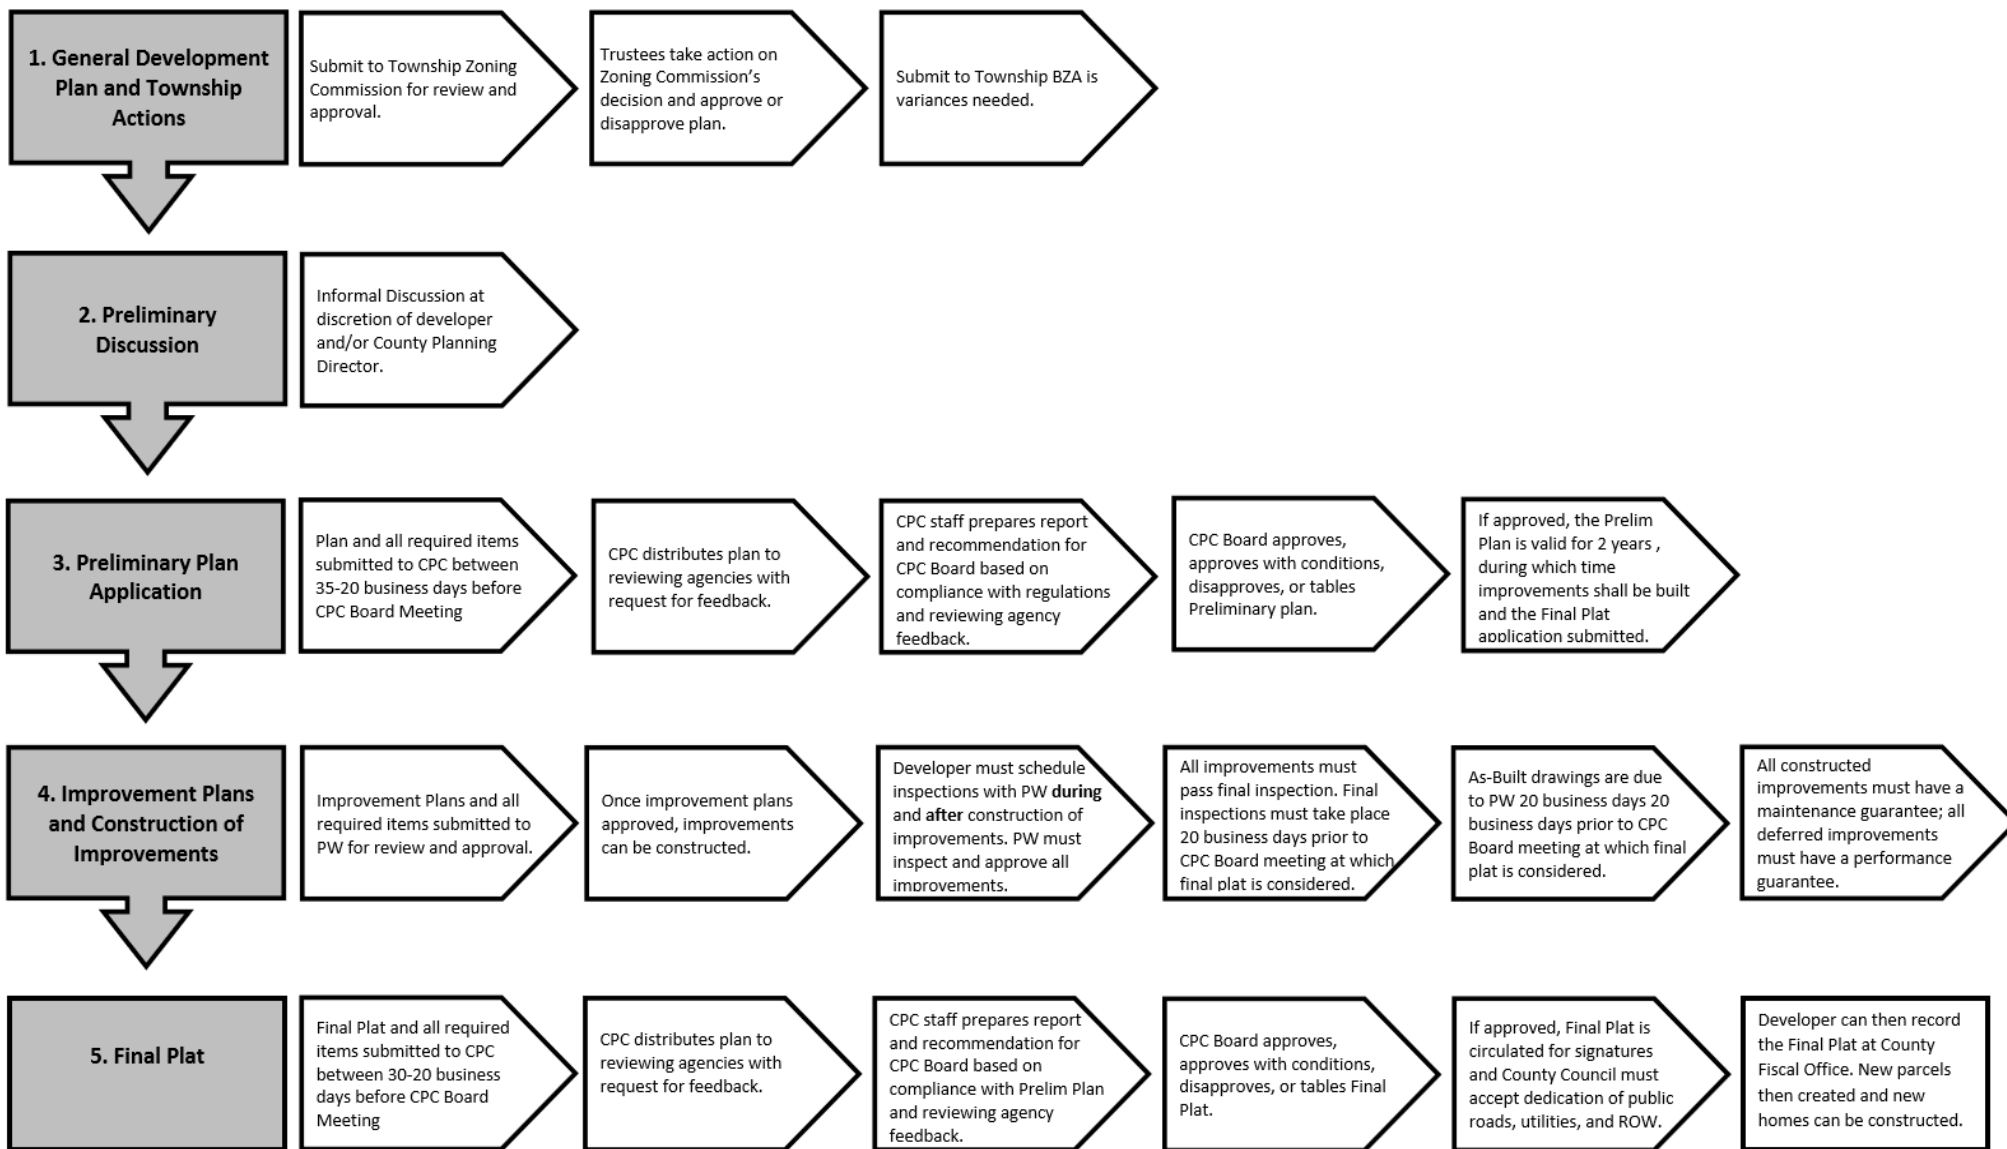 1. General Development
Plan and Township
Actions
Submit to Township Zoning
Commission for review and
approval.
Trustees take action on
Zoning Commission's
decision and approve or
disapprove plan.
Submit to Township BZA is
variances needed.
2. Preliminary
Discussion
Informal Discussion at
discretion of developer
and/or County Planning
Director.
3. Preliminary Plan
Application
Plan and all required items
submitted to CPC between
35-20 business days before
CPC Board Meeting
CPC distributes plan to
reviewing agencies with
request for feedback.
CPC staff prepares report
and recommendation for
CPC Board based on
compliance with regulations
and reviewing agency
feedback.
CPC Board approves,
approves with conditions,
disapproves, or tables
Preliminary plan.
If approved, the Prelim
Plan is valid for 2 years ,
during which time
improvements shall be built
and the Final Plat
application submitted.
4. Improvement Plans
and Construction of
Improvements
Improvement Plans and all
required items submitted to
PW for review and approval.
Once improvement plans
approved, improvements
can be constructed.
Developer must schedule
inspections with PW during
and after construction of
improvements. PW must
inspect and approve all
improvements.
All improvements must
pass final inspection. Final
inspections must take place
20 business days prior to
CPC Board meeting at which
final plat is considered.
As-Built drawings are due
to PW 20 business days 20
business days prior to CPC
Board meeting at which final
plat is considered.
All constructed
improvements must have a
maintenance guarantee; all
deferred improvements
must have a performance
guarantee.
5. Final Plat
Final Plat and all required
items submitted to CPC
between 30-20 business
days before CPC Board
Meeting
CPC distributes plan to
reviewing agencies with
request for feedback.
CPC staff prepares report
and recommendation for
CPC Board based on
compliance with Prelim Plan
and reviewing agency
feedback.
CPC Board approves,
approves with conditions,
disapproves, or tables Final
Plat.
If approved, Final Plat is
circulated for signatures
and County Council must
accept dedication of public
roads, utilities, and ROW.
Developer can then record
the Final Plat at County
Fiscal Office. New parcels
then created and new
homes can be constructed.